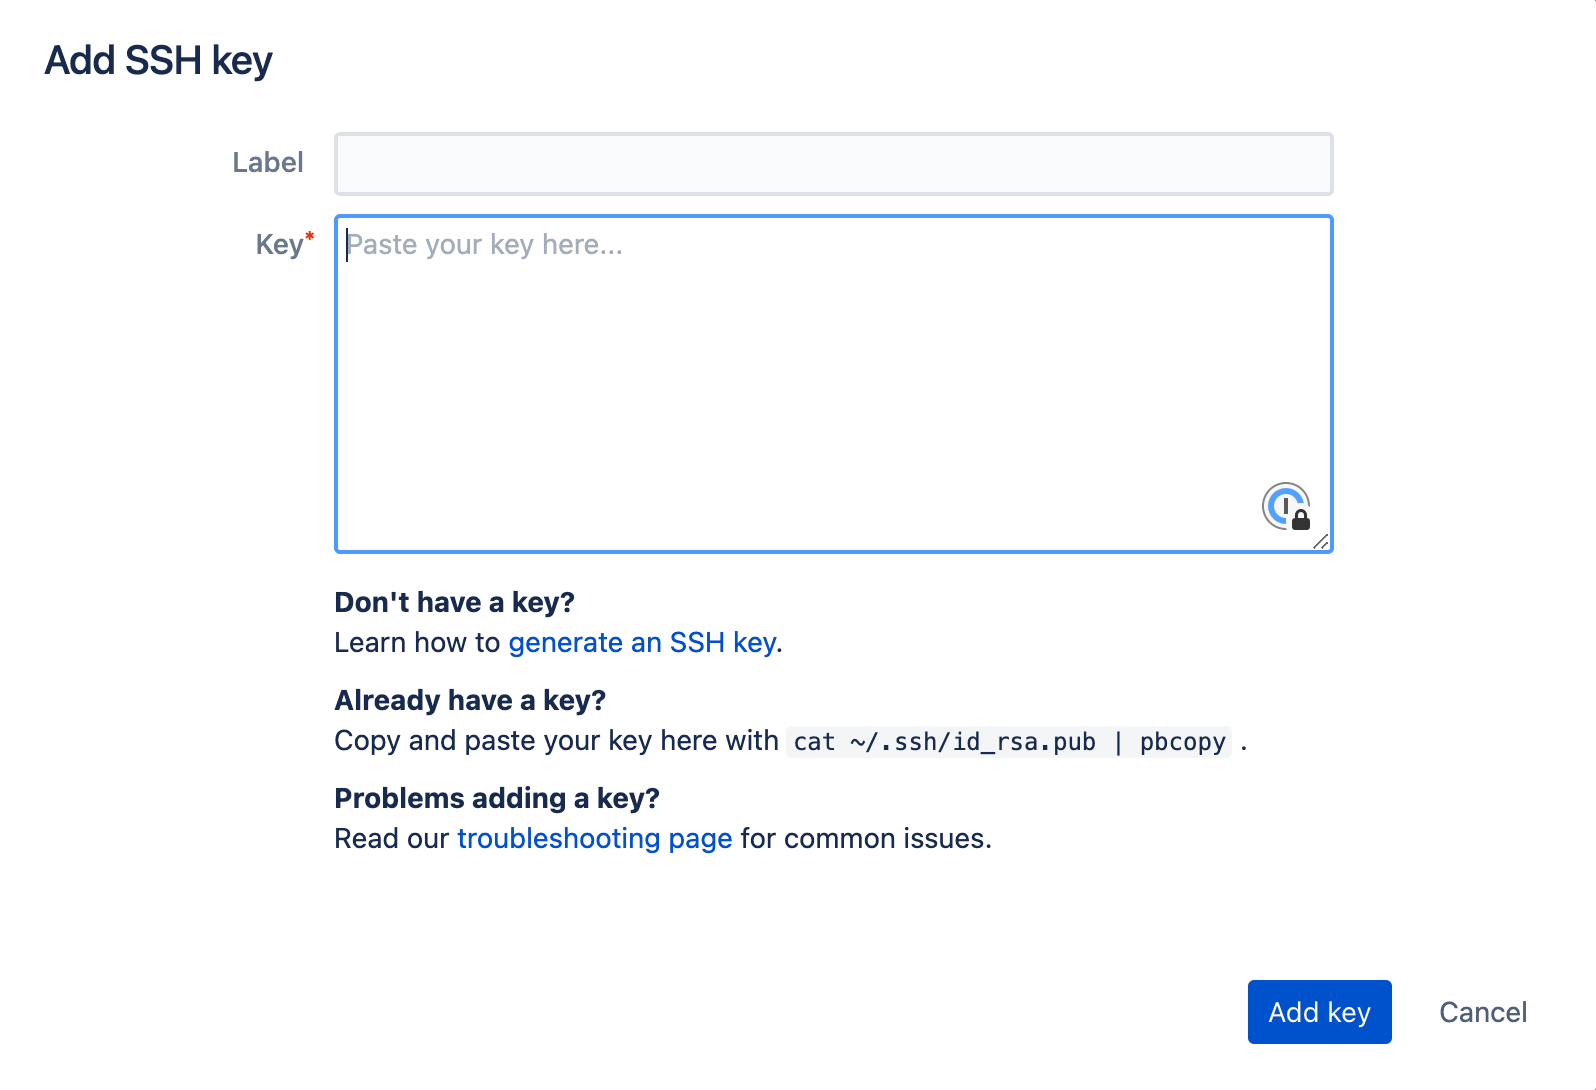 Add SSH key
Label
Key*
Paste your key here...
Don't have a key?
Learn how to generate an SSH key.
Already have a key?
Copy and paste your key here with cat ~/.ssh/id_rsa.pub | pbcopy .
Problems adding a key?
Read our troubleshooting page for common issues.
Add key Cancel